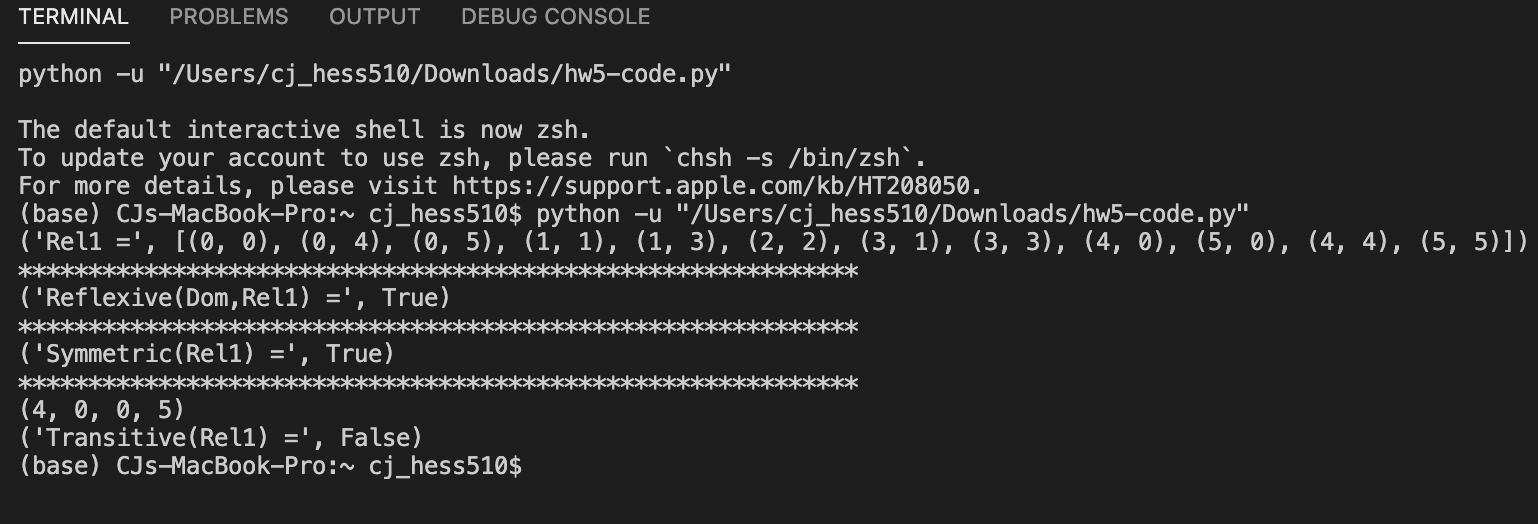 TERMINAL PROBLEMS OUTPUT DEBUG CONSOLE
python -u "/Users/cj_hess510/Downloads/hw5-code.py"
The default interactive shell is now zsh.
To update your account to use zsh, please run `chsh -s /bin/zsh`.
For more details, please visit https://support.apple.com/kb/HT208050.
(base) CJs-MacBook-Pro:~ cj_hess510$ python -u "/Users/cj_hess510/Downloads/hw5-code.py"
('Rel1 =', [(0, 0), (0, 4), (0, 5), (1, 1), (1, 3), (2, 2), (3, 1), (3, 3), (4, 0), (5, 0), (4, 4), (5, 5)])
************************************************************
('Reflexive(Dom,Rel1) =', True)
************************************************************
('Symmetric(Rel1) =', True)
************************************************************
(4, 0, 0, 5)
('Transitive(Rel1) =', False)
(base) CJs-MacBook-Pro:~ cj_hess510$